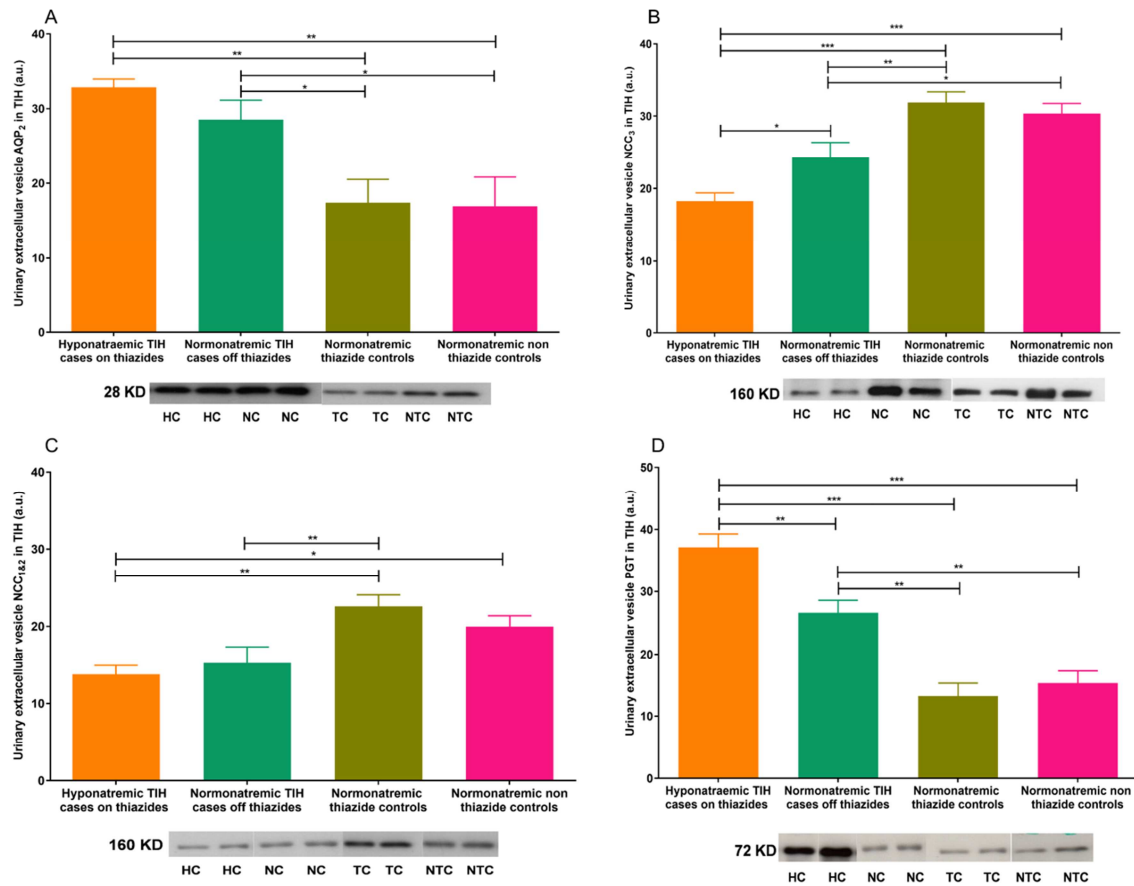 A
Urinary extracellular vesicle AQP2 in TIH (a.u.)
40
30
20
10
0
**
**
*
*
Hyponatraemic TIH
cases on thiazides
Normonatremic TIH
cases off thiazides
Normonatremic
thiazide controls
Normonatremic non
thiazide controls
28 KD
HC HC NC NC TC TC NTC NTC
B
Urinary extracellular vesicle NCC3 in TIH (a.u.)
40
30
20
10
0
***
***
**
*
*
Hyponatraemic TIH
cases on thiazides
Normonatremic TIH
cases off thiazides
Normonatremic
thiazide controls
Normonatremic non
thiazide controls
160 KD
HC HC NC NC TC TC NTC NTC
C
Urinary extracellular vesicle NCC1&2 in TIH (a.u.)
40
30
20
10
0
**
*
**
Hyponatraemic TIH
cases on thiazides
Normonatremic TIH
cases off thiazides
Normonatremic
thiazide controls
Normonatremic non
thiazide controls
160 KD
HC HC NC NC TC TC NTC NTC
D
Urinary extracellular vesicle PGT in TIH (a.u.)
50
40
30
20
10
0
***
***
**
**
**
Hyponatraemic TIH
cases on thiazides
Normonatremic TIH
cases off thiazides
Normonatremic
thiazide controls
Normonatremic non
thiazide controls
72 KD
HC HC NC NC TC TC NTC NTC